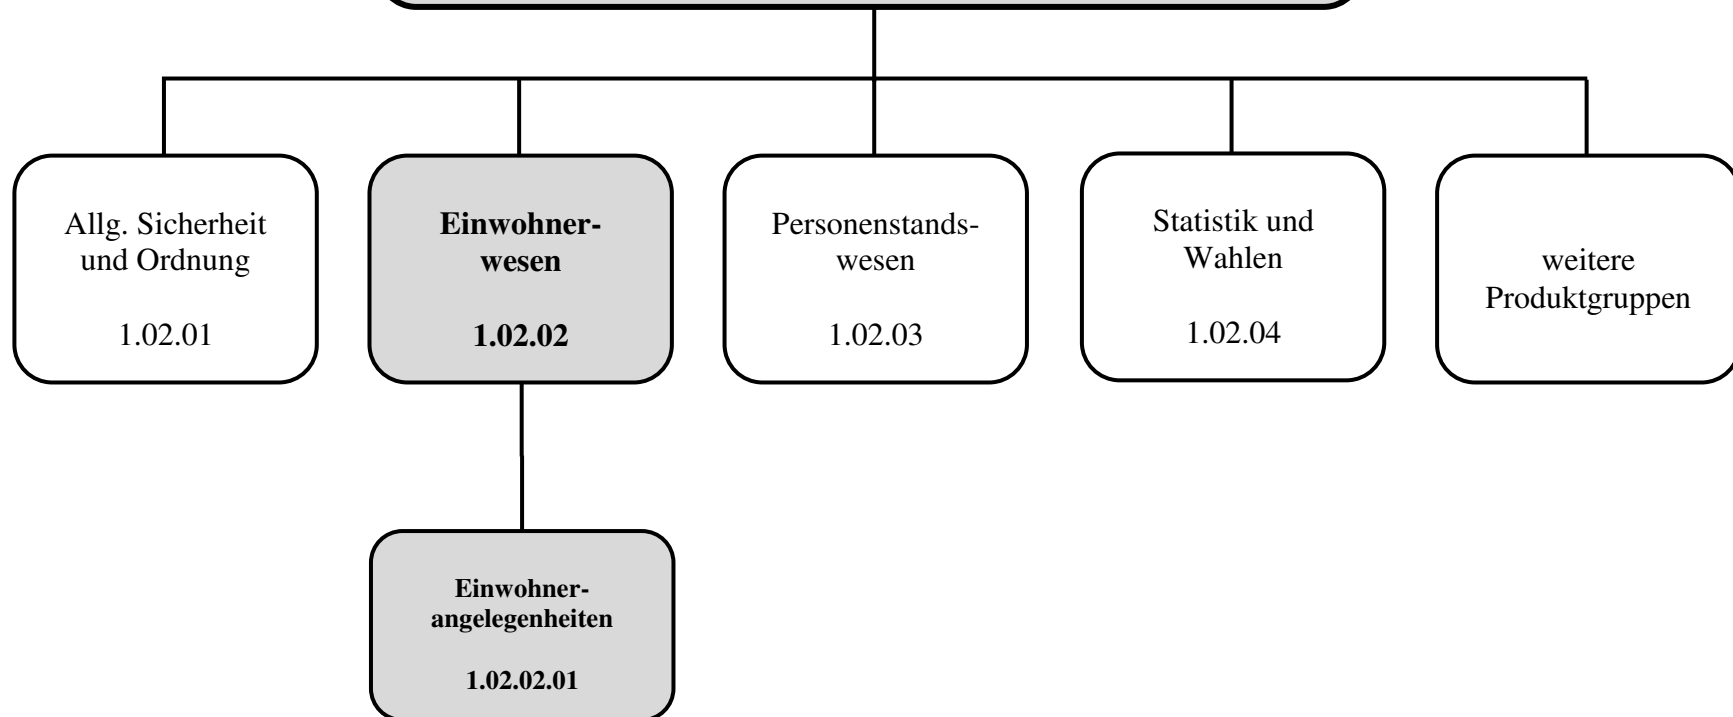 Allg. Sicherheit
und Ordnung
1.02.01
Einwohner-
wesen
1.02.02
Personenstands-
wesen
1.02.03
Statistik und
Wahlen
1.02.04
weitere
Produktgruppen
Einwohner-
angelegenheiten
1.02.02.01